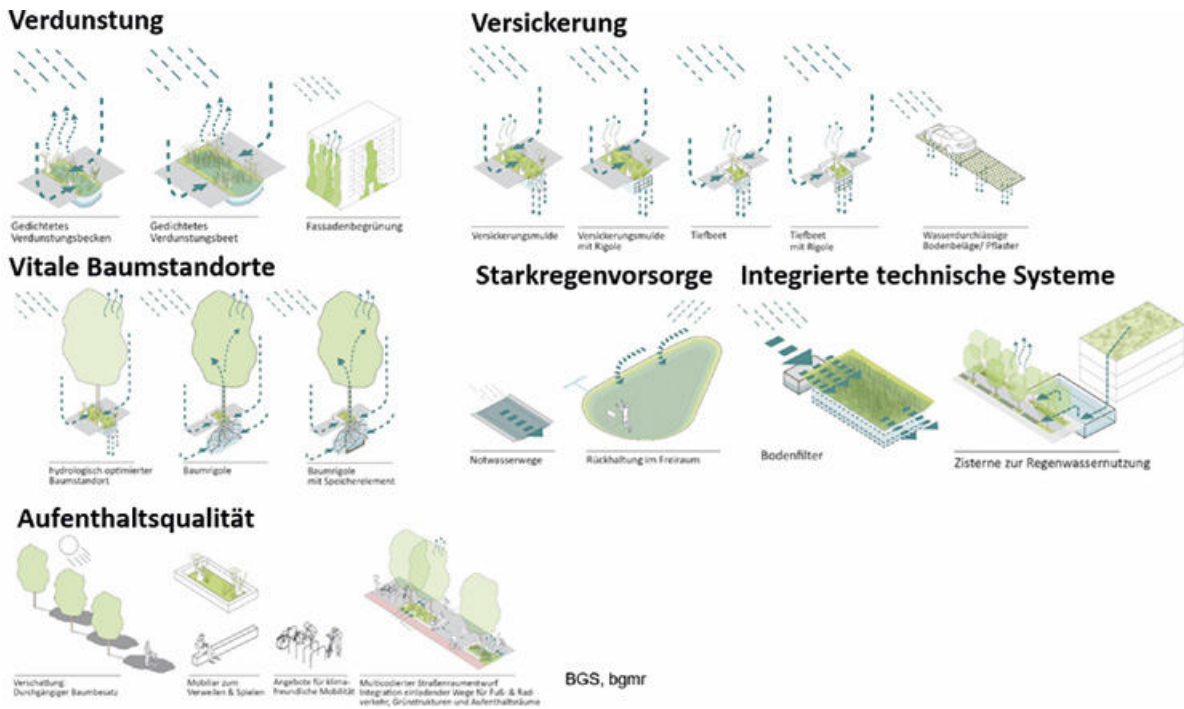 Verdunstung
Gedichtetes
Verdunstungsbecken
Gedichtetes
Verdunstungsbeet
Fassadenbegrünung
Versickerung
Versickerungsmulde
Versickerungsmulde
mit Rigole
Tiefbeet
Tiefbeet
mit Rigole
Wasserdurchlässige
Bodenbeläge/ Pflaster
Vitale Baumstandorte
hydrologisch optimierter
Baumstandort
Baumrigole
Baumrigole
mit Speicherelement
Starkregenvorsorge
Notwasserwege
Rückhaltung im Freiraum
Integrierte technische Systeme
Bodenfilter
Zisterne zur Regenwassernutzung
Aufenthaltsqualität
Verschattung:
Durchgängiger Baumbesatz
Mobiliar zum
Verweilen & Spielen
Angebote für klima-
freundliche Mobilität
Multicodierter Straßenraumentwurf
Integration einladender Wege für Fuß- & Rad-
verkehr, Grünstrukturen und Aufenthaltsräume
BGS, bgmr